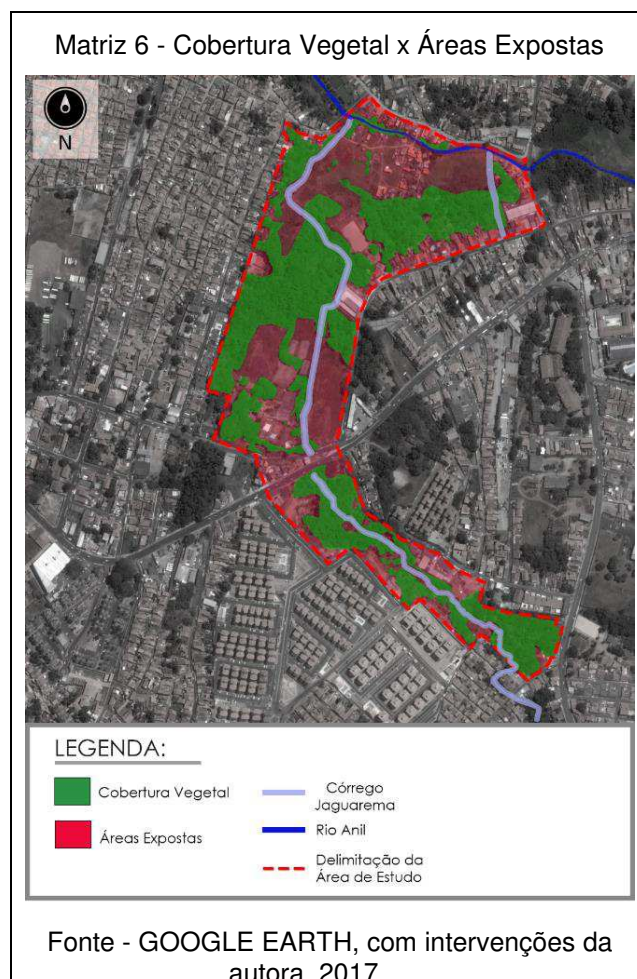 Matriz 6 - Cobertura Vegetal x Áreas Expostas
N
LEGENDA:
Cobertura Vegetal
Áreas Expostas
Córrego
Jaguarema
Rio Anil
Delimitação da
Área de Estudo
Fonte - GOOGLE EARTH, com intervenções da
autora, 2017